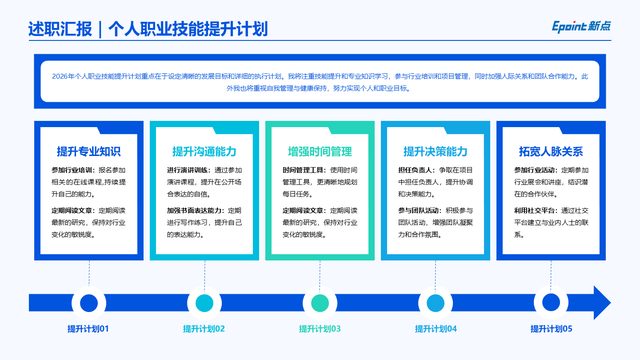 述职汇报｜个人职业技能提升计划
Epoint新点
2026年个人职业技能提升计划重点在于设定清晰的发展目标和详细的执行计划。我将注重技能提升和专业知识学习，参与行业培训和项目管理，同时加强人际关系和团队合作能力。此
外我也将重视自我管理与健康保持，努力实现个人和职业目标。
提升专业知识
参加行业培训：报名参加
相关的在线课程,持续提
升自己的能力。
定期阅读文章：定期阅读
最新的研究，保持对行业
变化的敏锐度。
提升沟通能力
进行演讲训练：通过参加
演讲课程，提升在公开场
合表达的自信。
加强书面表达能力：定期
进行写作练习，提升自己
的表达能力。
增强时间管理
时间管理工具：使用时间
管理工具，更清晰地规划
每日任务。
定期阅读文章：定期阅读
最新的研究，保持对行业
变化的敏锐度。
提升决策能力
担任负责人：争取在项目
中担任负责人，提升协调
和决策能力。
参与团队活动：积极参与
团队活动，增强团队凝聚
力和合作氛围。
拓宽人脉关系
参加行业活动：定期参加
行业展会和讲座，结识潜
在的合作伙伴。
利用社交平台：通过社交
平台建立与业内人士的联
系。
提升计划01
提升计划02
提升计划03
提升计划04
提升计划05